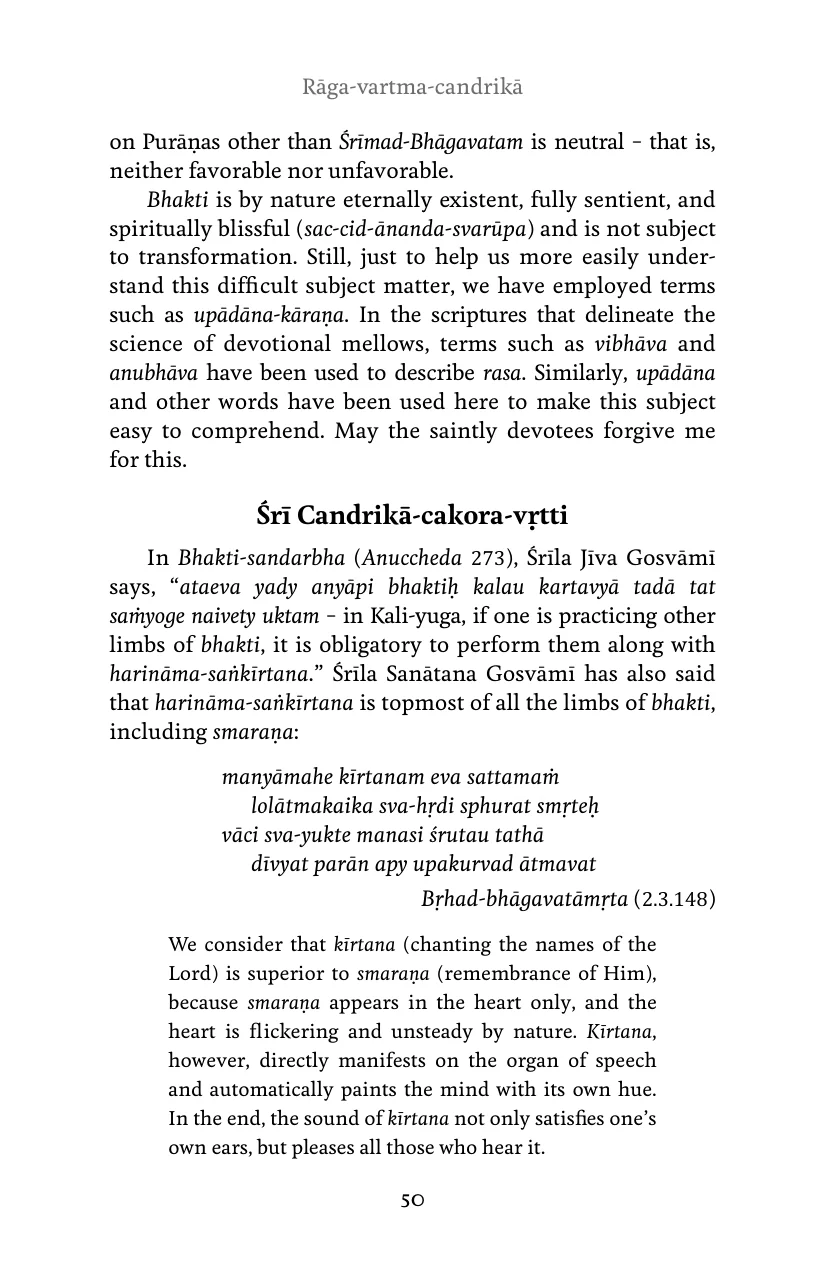 Rāga-vartma-candrikā
on Purāṇas other than Śrīmad-Bhāgavatam is neutral – that is,
neither favorable nor unfavorable.
Bhakti is by nature eternally existent, fully sentient, and
spiritually blissful (sac-cid-ānanda-svarūpa) and is not subject
to transformation. Still, just to help us more easily under-
stand this difficult subject matter, we have employed terms
such as upādāna-kāraṇa. In the scriptures that delineate the
science of devotional mellows, terms such as vibhāva and
anubhāva have been used to describe rasa. Similarly, upādāna
and other words have been used here to make this subject
easy to comprehend. May the saintly devotees forgive me
for this.
Śrī Candrikā-cakora-vṛtti
In Bhakti-sandarbha (Anuccheda 273), Śrīla Jīva Gosvāmī
says, “ataeva yady anyāpi bhaktiḥ kalau kartavyā tadā tat
saṁyoge naivety uktam – in Kali-yuga, if one is practicing other
limbs of bhakti, it is obligatory to perform them along with
harināma-saṅkīrtana.” Śrīla Sanātana Gosvāmī has also said
that harināma-saṅkīrtana is topmost of all the limbs of bhakti,
including smaraṇa:
manyāmahe kīrtanam eva sattamaṁ
lolātmakaika sva-hṛdi sphurat smṛteḥ
vāci sva-yukte manasi śrutau tathā
dīvyat parān apy upakurvad ātmavat
Bṛhad-bhāgavatāmṛta (2.3.148)
We consider that kīrtana (chanting the names of the
Lord) is superior to smaraṇa (remembrance of Him),
because smaraṇa appears in the heart only, and the
heart is flickering and unsteady by nature. Kīrtana,
however, directly manifests on the organ of speech
and automatically paints the mind with its own hue.
In the end, the sound of kīrtana not only satisfies one’s
own ears, but pleases all those who hear it.
50